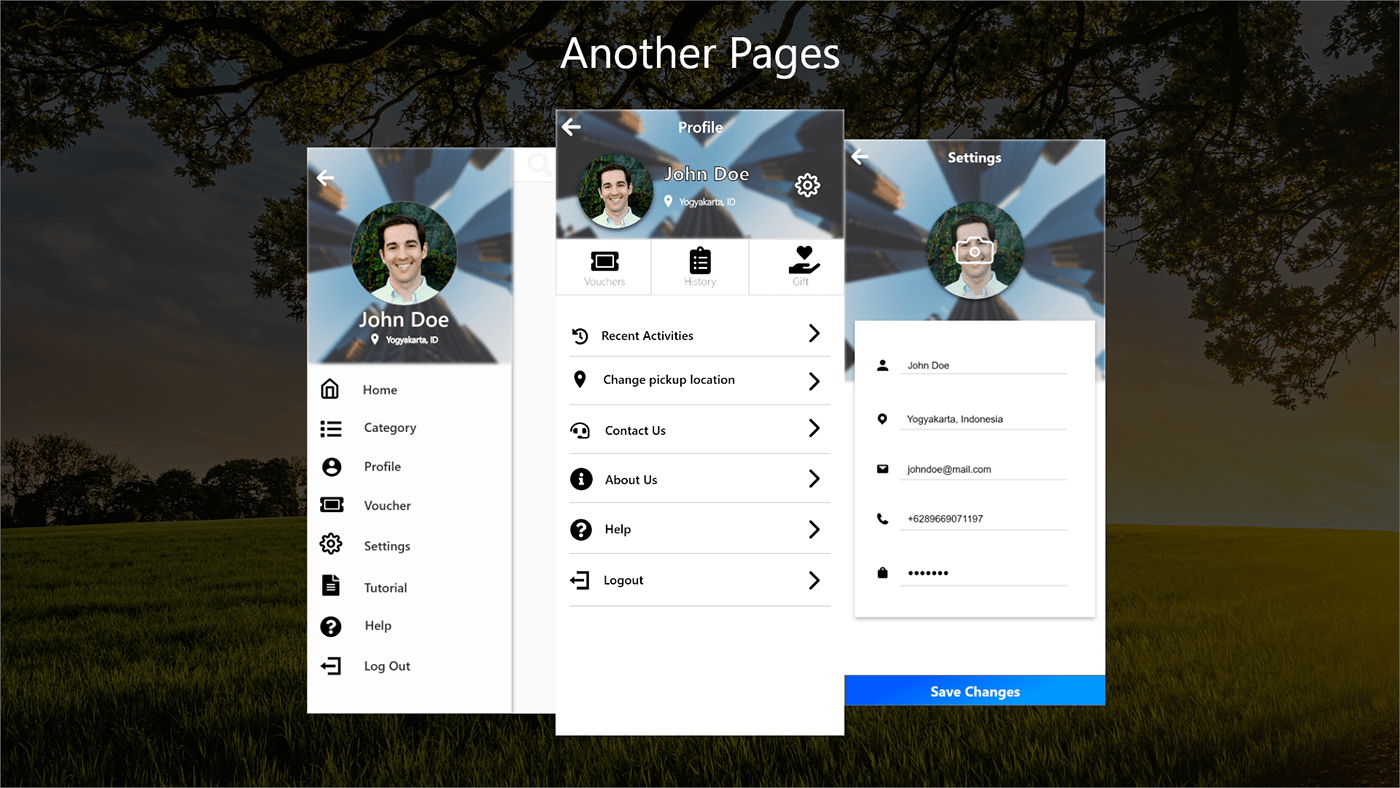 Another Pages
John Doe
Yogyakarta, ID
Home
Category
Profile
Voucher
Settings
Tutorial
Help
Log Out
Profile
John Doe
Yogyakarta, ID
Vouchers
History
Gift
Recent Activities
Change pickup location
Contact Us
About Us
Help
Logout
Settings
John Doe
Yogyakarta, Indonesia
johndoe@mail.com
+6289669071197
•••••••
Save Changes